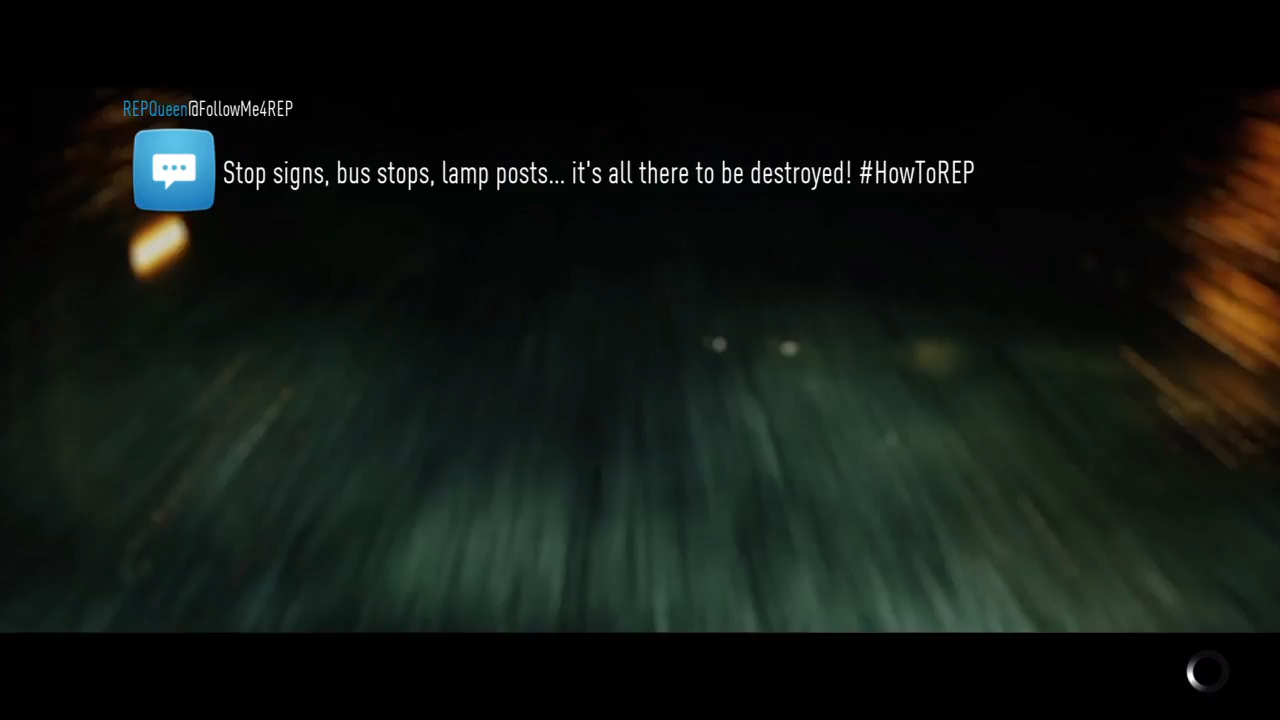 REPQueen@FollowMe4REP
Stop signs, bus stops, lamp posts... it's all there to be destroyed! #HowToREP